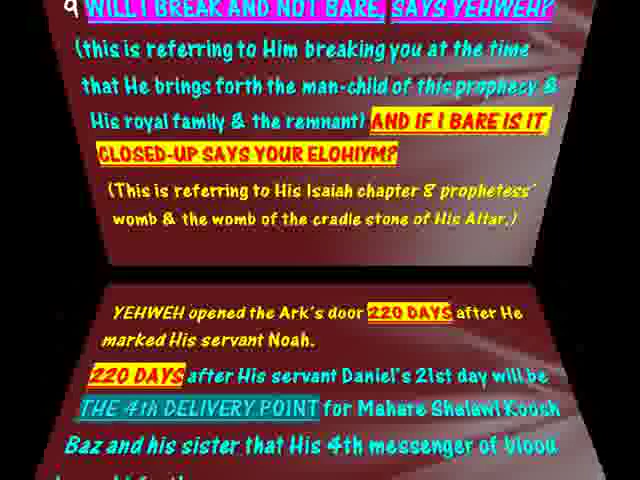 9 WILL I BREAK AND NOT BARE, SAYS YEHWEH?
(this is referring to Him breaking you at the time
that He brings forth the man-child of this prophecy &
His royal family & the remnant) AND IF I BARE IS IT
CLOSED-UP SAYS YOUR ELOHIYM?
(This is referring to His Isaiah chapter 8 prophetess'
womb & the womb of the cradle stone of His Altar.)
YEHWEH opened the Ark's door 220 DAYS after He
marked His servant Noah.
220 DAYS after His servant Daniel's 21st day will be
THE 4th DELIVERY POINT for Mahare Shelawl Koosh
Baz and his sister that His 4th messenger of blood